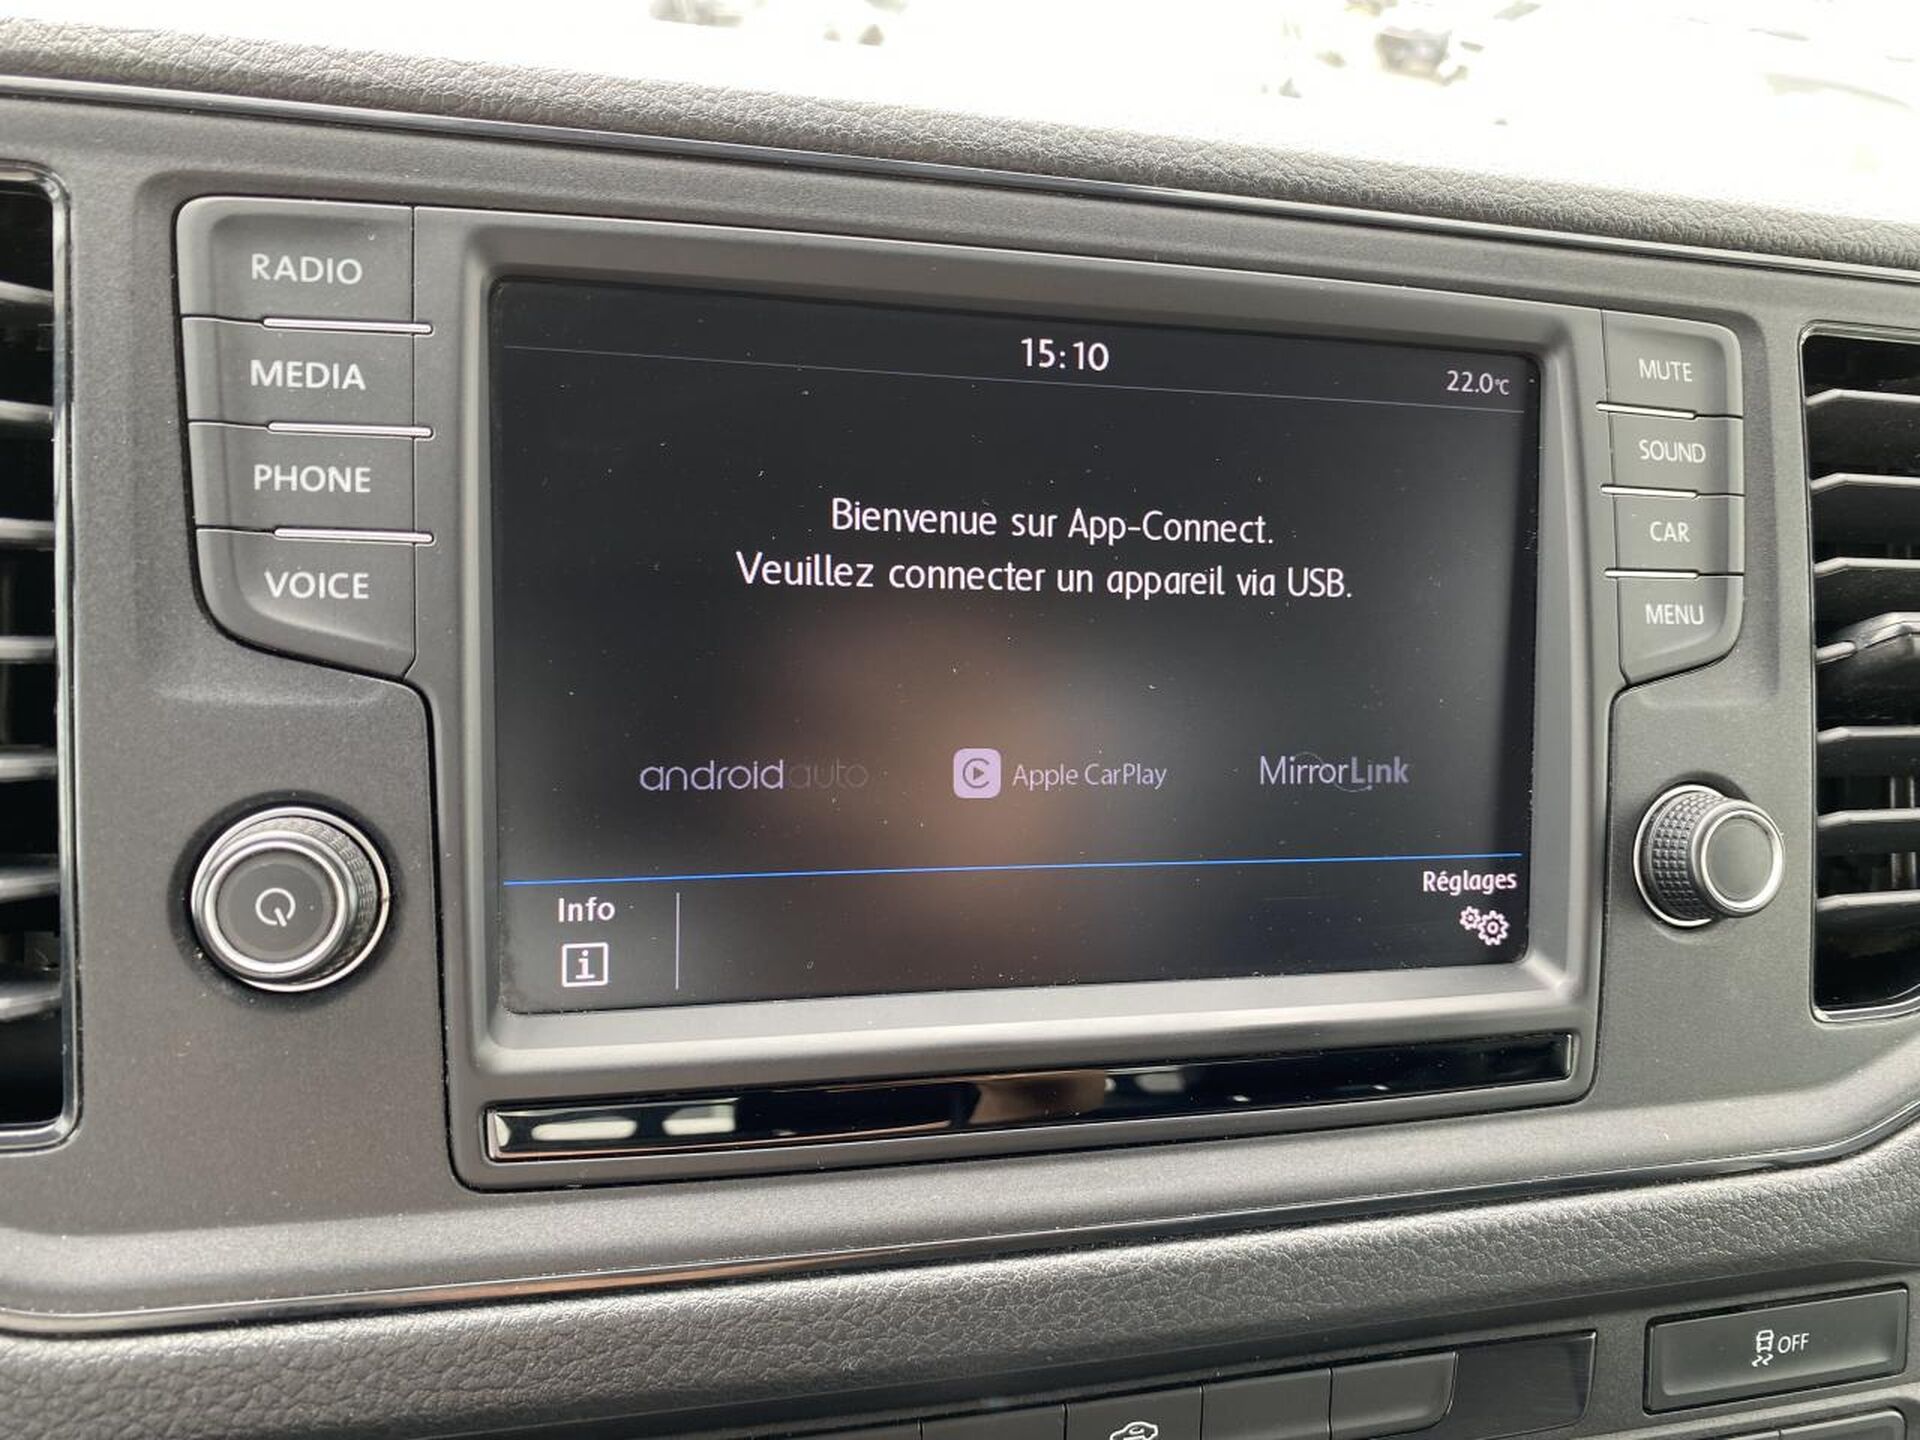 RADIO
MEDIA
PHONE
VOICE
15:10
22.0°C
Bienvenue sur App-Connect.
Veuillez connecter un appareil via USB.
androidauto
Apple CarPlay
MirrorLink
Info
i
Réglages
MUTE
SOUND
CAR
MENU
OFF